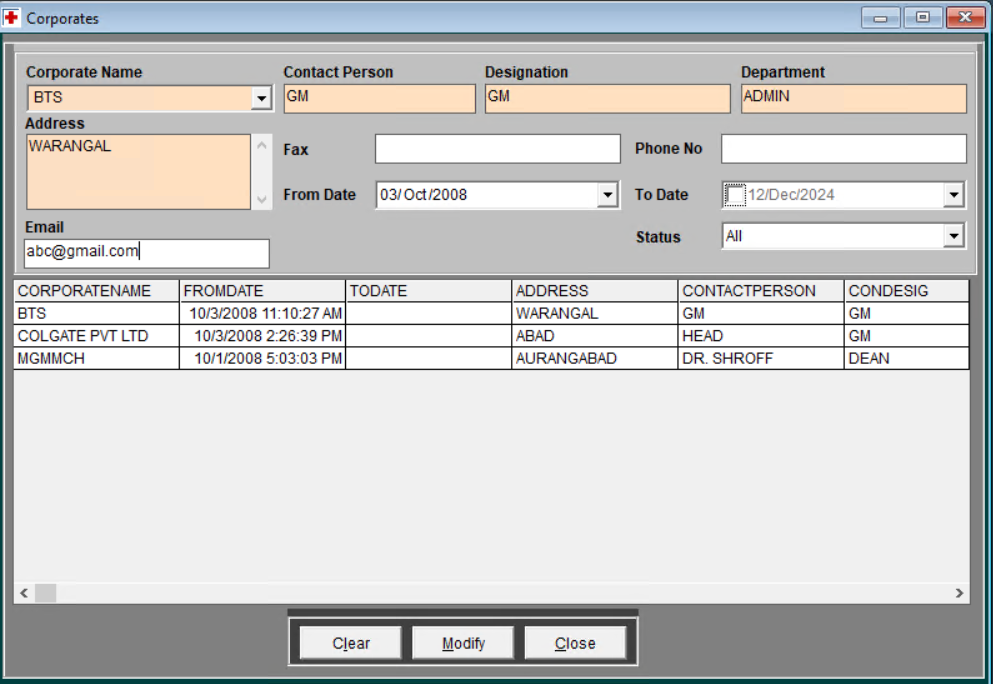 Corporates
Corporate Name Contact Person Designation Department
BTS GM GM ADMIN
Address
WARANGAL
Fax Phone No
From Date 03/Oct/2008 To Date 12/Dec/2024
Email
Status All
abc@gmail.com
CORPORATENAME FROMDATE TODATE ADDRESS CONTACTPERSON CONDESIG
BTS 10/3/2008 11:10:27 AM WARANGAL GM GM
COLGATE PVT LTD 10/3/2008 2:26:39 PM ABAD HEAD GM
MGMMCH 10/1/2008 5:03:03 PM AURANGABAD DR. SHROFF DEAN
Clear Modify Close